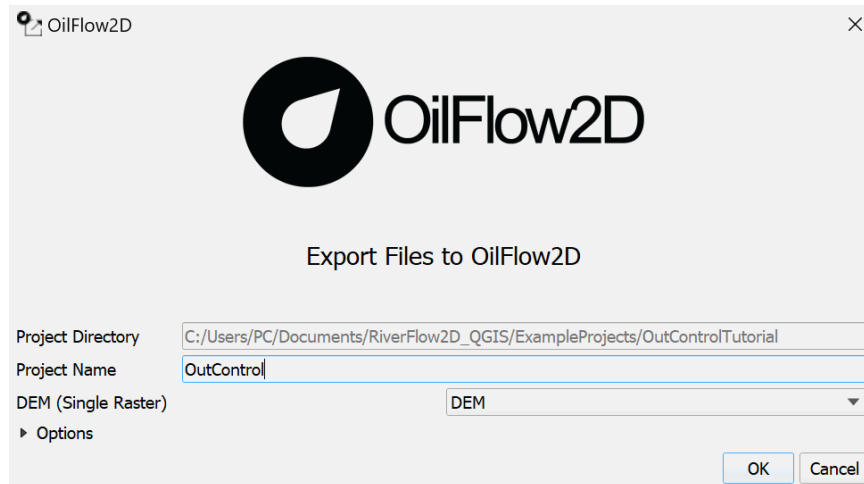 OilFlow2D
OilFlow2D
Export Files to OilFlow2D
Project Directory C:/Users/PC/Documents/RiverFlow2D_QGIS/ExampleProjects/OutControlTutorial
Project Name OutControl
DEM (Single Raster) DEM
Options
OK Cancel